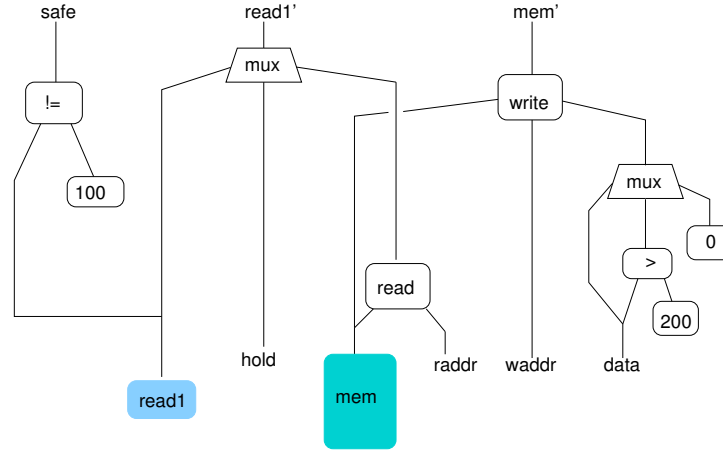 safe read1' mem'
mux
!= write
100 mux
0
>
read
200
hold raddr waddr data
read1 mem